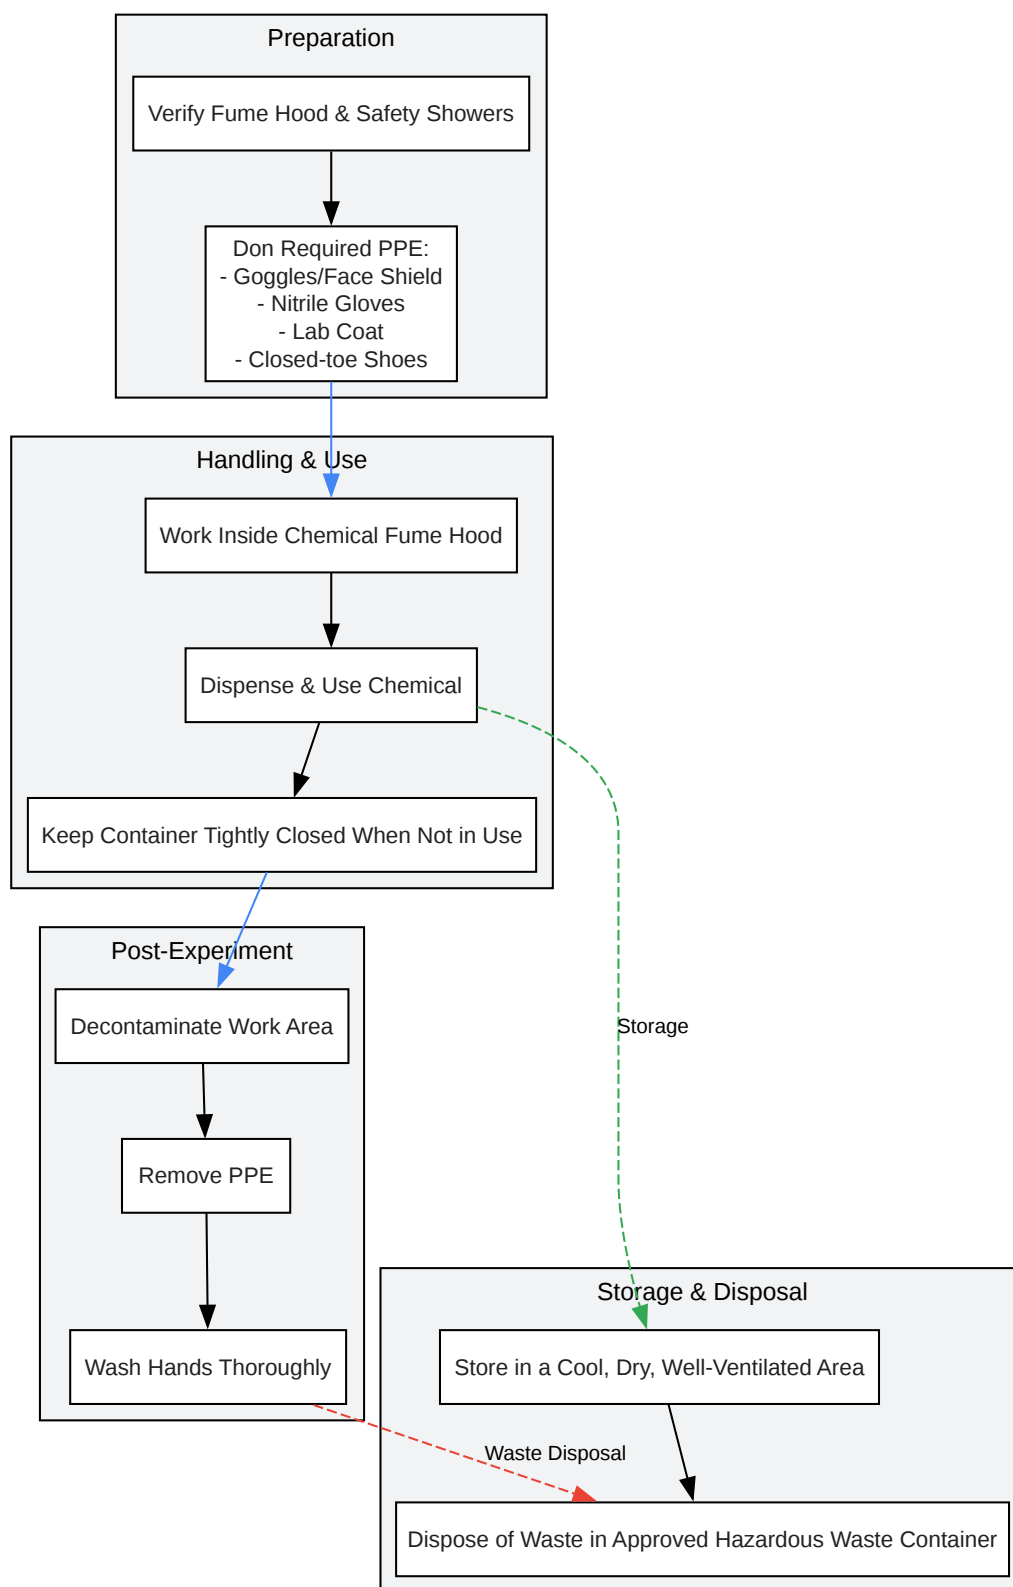 Preparation
Verify Fume Hood & Safety Showers
Don Required PPE:
- Goggles/Face Shield
- Nitrile Gloves
- Lab Coat
- Closed-toe Shoes
Handling & Use
Work Inside Chemical Fume Hood
Dispense & Use Chemical
Keep Container Tightly Closed When Not in Use
Post-Experiment
Decontaminate Work Area
Storage
Remove PPE
Wash Hands Thoroughly
Storage & Disposal
Store in a Cool, Dry, Well-Ventilated Area
Waste Disposal
Dispose of Waste in Approved Hazardous Waste Container